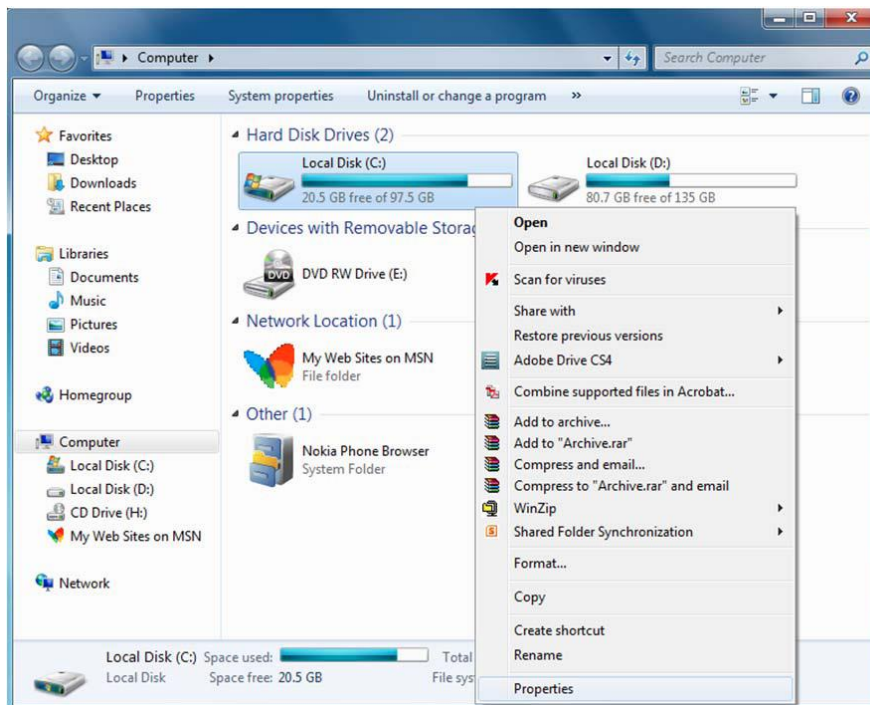 Computer
Search Computer
Organize
Properties
System properties
Uninstall or change a program
»
Favorites
Desktop
Downloads
Recent Places
Libraries
Documents
Music
Pictures
Videos
Homegroup
Computer
Local Disk (C:)
Local Disk (D:)
CD Drive (H:)
My Web Sites on MSN
Network
Hard Disk Drives (2)
Local Disk (C:)
20.5 GB free of 97.5 GB
Local Disk (D:)
80.7 GB free of 135 GB
Devices with Removable Storag
DVD RW Drive (E:)
Network Location (1)
My Web Sites on MSN
File folder
Other (1)
Nokia Phone Browser
System Folder
Open
Open in new window
Scan for viruses
Share with
Restore previous versions
Adobe Drive CS4
Combine supported files in Acrobat...
Add to archive...
Add to "Archive.rar"
Compress and email...
Compress to "Archive.rar" and email
WinZip
Shared Folder Synchronization
Format...
Copy
Create shortcut
Rename
Properties
Local Disk (C:) Space used: Total
Local Disk Space free: 20.5 GB File sys